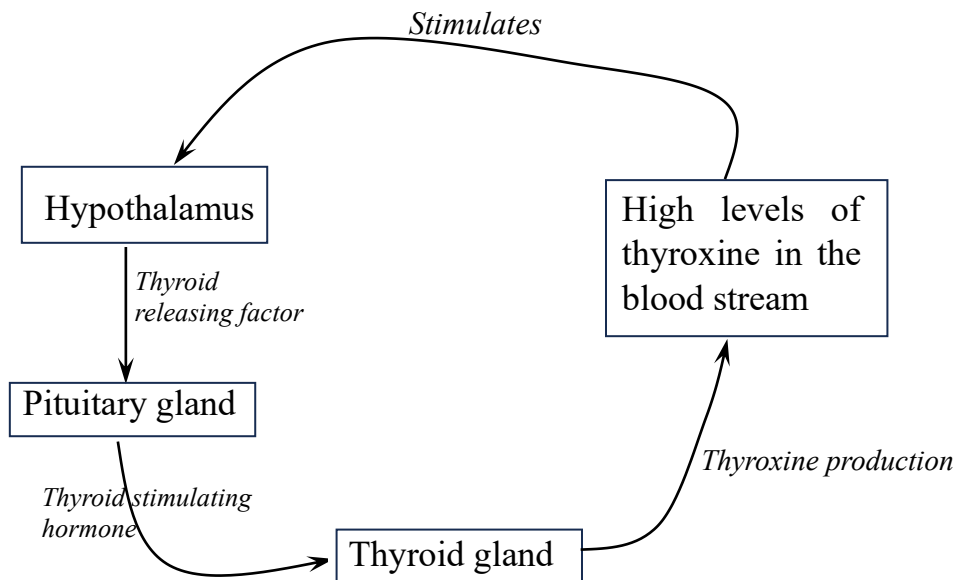 Stimulates
Hypothalamus
High levels of
thyroxine in the
blood stream
Thyroid
releasing factor
Pituitary gland
Thyroxine production
Thyroid stimulating
hormone
Thyroid gland